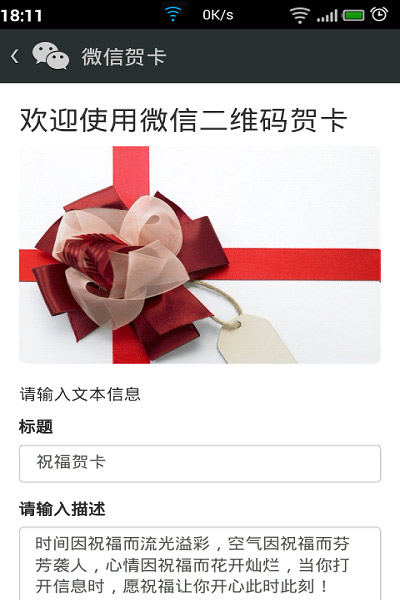 18:11 0K/s
微信贺卡
欢迎使用微信二维码贺卡
请输入文本信息
标题
祝福贺卡
请输入描述
时间因祝福而流光溢彩，空气因祝福而芬
芳袭人，心情因祝福而花开灿烂，当你打
开信息时，愿祝福让你开心此时此刻！